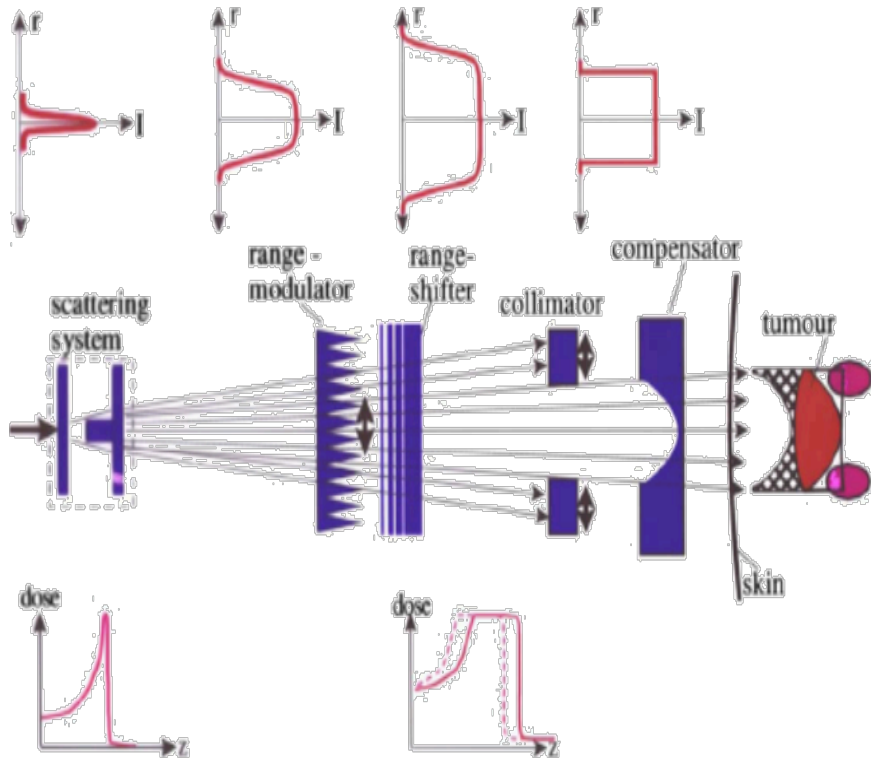 r
r
r
r
I
I
I
I
range -
modulator
range-
shifter
compensator
scattering
system
collimator
tumour
skin
dose
dose
z
z